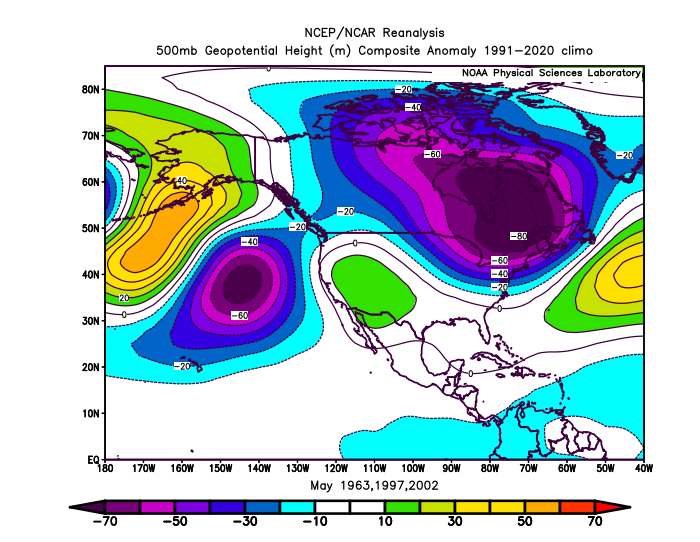 NCEP/NCAR Reanalysis
500mb Geopotential Height (m) Composite Anomaly 1991−2020 climo
NOAA Physical Sciences Laboratory
0
80N
−20
−40
70N
−60
−20
60N
40
−20
50N
−20
−80
−40
0
−60
40N
−40
−20
20
0
−60
0
30N
20N
−20
0
10N
EQ
180 170W 160W 150W 140W 130W 120W 110W 100W 90W 80W 70W 60W 50W 40W
May 1963,1997,2002
−70 −50 −30 −10 10 30 50 70